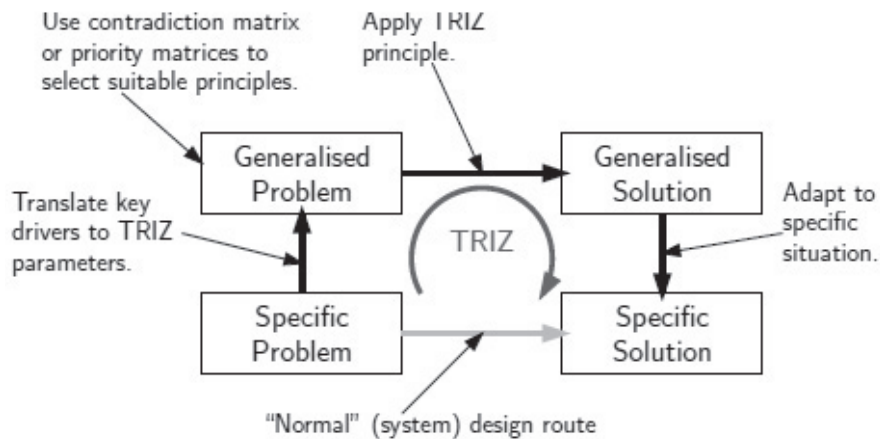 Use contradiction matrix
or priority matrices to
select suitable principles.
Apply TRIZ
principle.
Generalised
Problem
Generalised
Solution
Translate key
drivers to TRIZ
parameters.
TRIZ
Adapt to
specific
situation.
Specific
Problem
Specific
Solution
“Normal” (system) design route